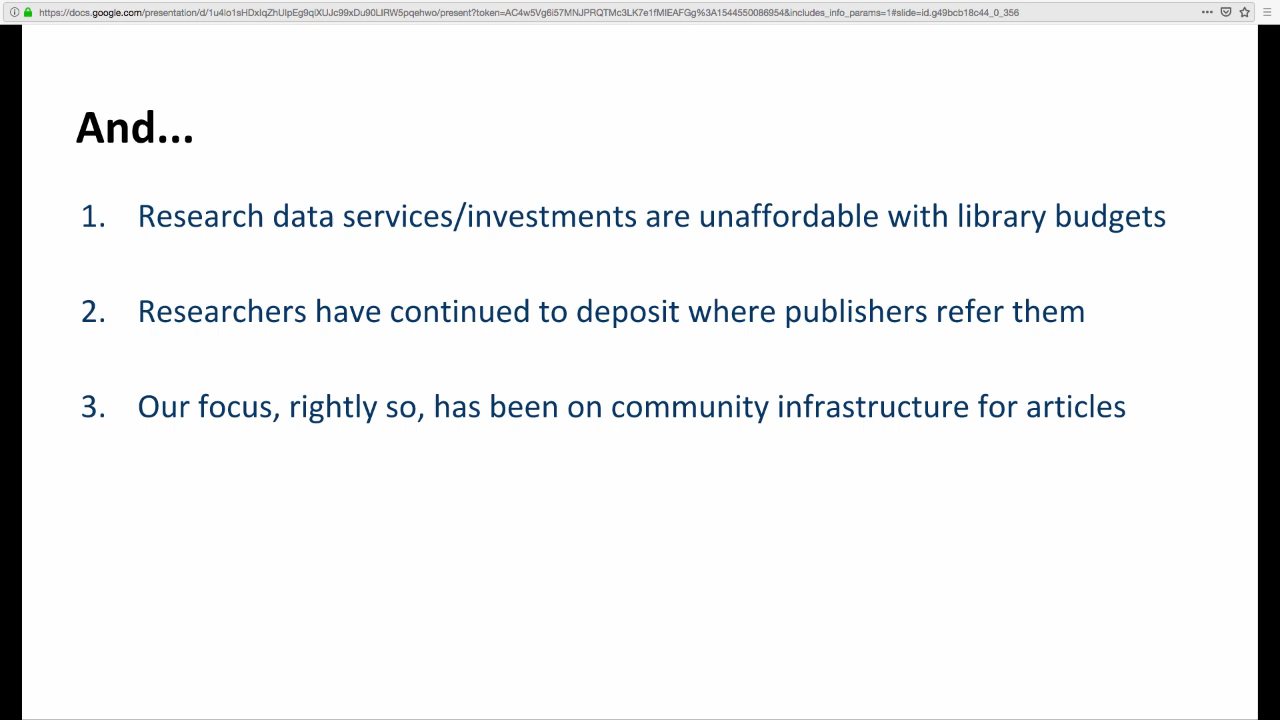 And...
1. Research data services/investments are unaffordable with library budgets
2. Researchers have continued to deposit where publishers refer them
3. Our focus, rightly so, has been on community infrastructure for articles